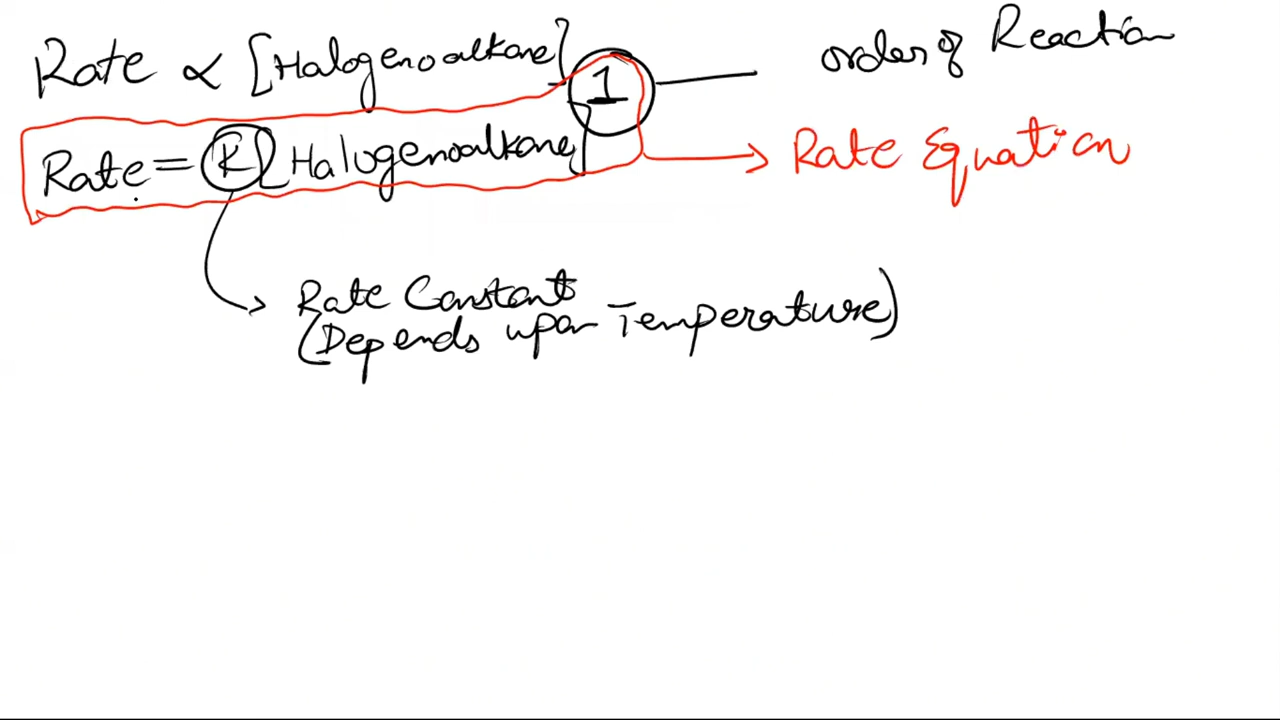 Rate ∝ [Halogenoalkane]
order of Reaction
Rate = K[Halogenoalkane]¹
Rate Equation
Rate Constant
(Depends upon Temperature)